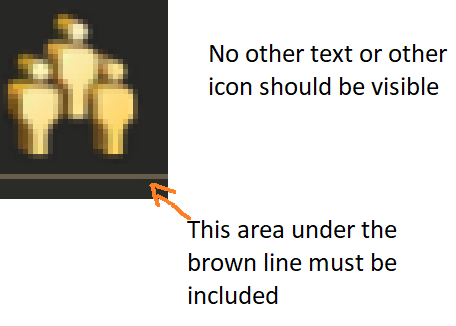 No other text or other
icon should be visible
This area under the
brown line must be
included